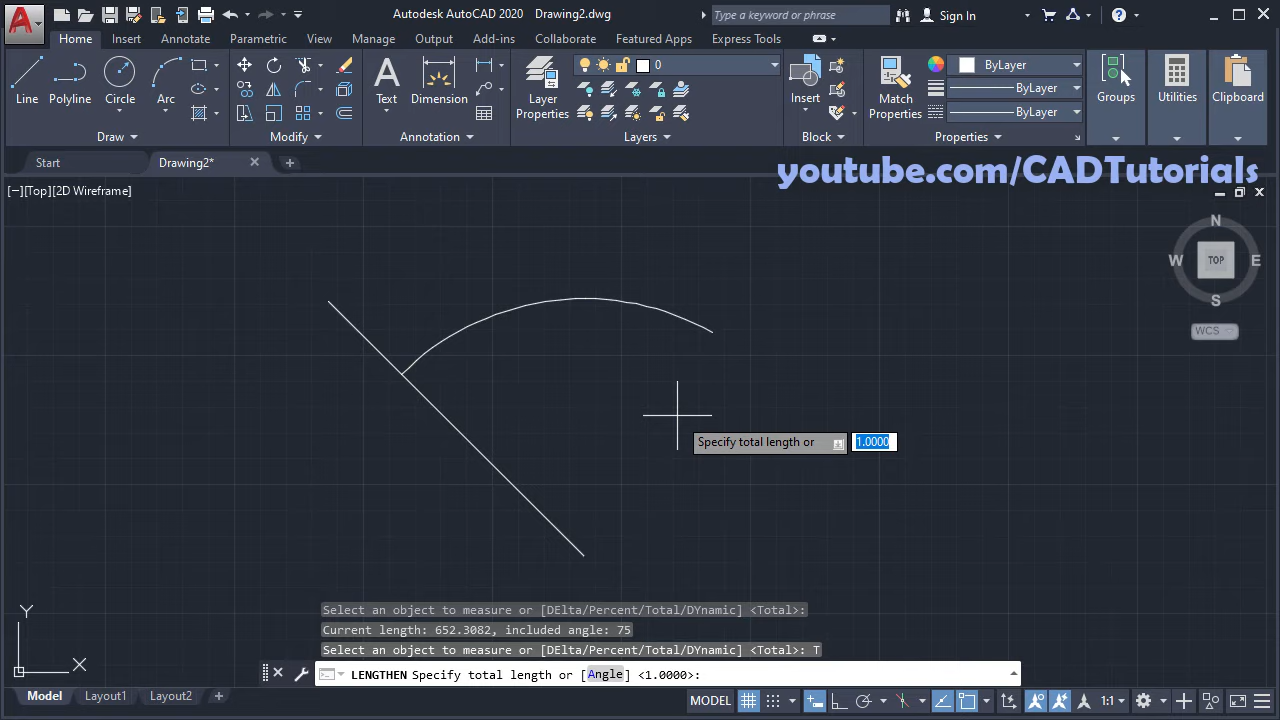 Autodesk AutoCAD 2020 Drawing2.dwg
Type a keyword or phrase
Sign In
Home Insert Annotate Parametric View Manage Output Add-ins Collaborate Featured Apps Express Tools
Line Polyline Circle Arc
Text Dimension
Layer Properties
0
Insert
Match Properties
ByLayer
ByLayer
ByLayer
Groups Utilities Clipboard
Draw Modify Annotation Layers Block Properties
Start Drawing2*
youtube.com/CADTutorials
[−][Top][2D Wireframe]
N
W TOP E
S
WCS
Specify total length or 1.0000
Select an object to measure or [DElta/Percent/Total/DYnamic] <Total>:
Current length: 652.3082, included angle: 75
Select an object to measure or [DElta/Percent/Total/DYnamic] <Total>: T
LENGTHEN Specify total length or [Angle] <1.0000>:
Y
X
Model Layout1 Layout2
MODEL 1:1